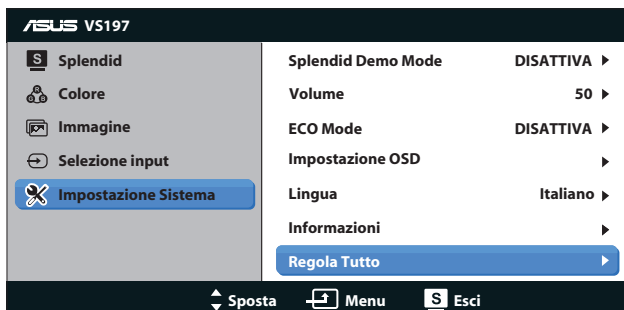 ASUS VS197
S Splendid
Colore
Immagine
Selezione input
Impostazione Sistema
Splendid Demo Mode DISATTIVA
Volume 50
ECO Mode DISATTIVA
Impostazione OSD
Lingua Italiano
Informazioni
Regola Tutto
Sposta Menu S Esci